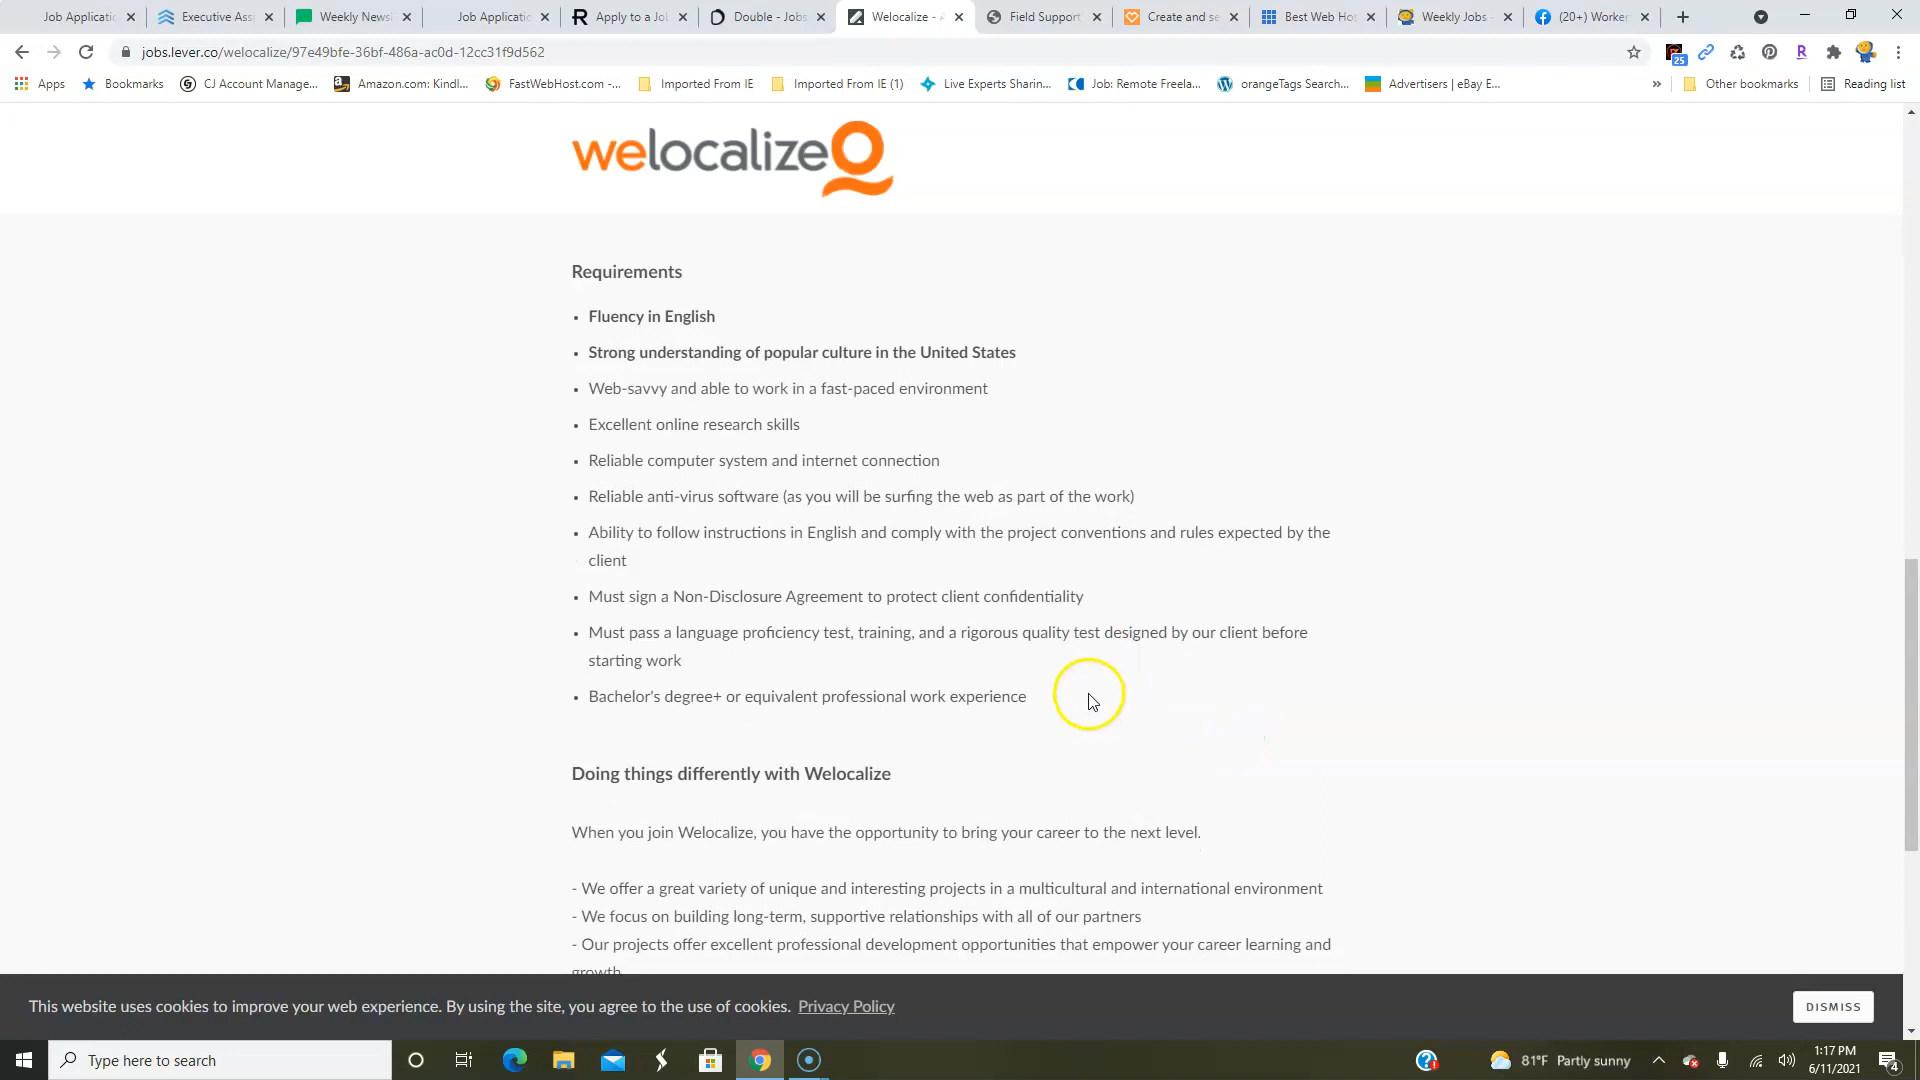 Job Applicatic
Executive Ass
Weekly News
Job Applicatic
Apply to a Jo
Double - Jobs
Welocalize -
Field Support
Create and se
Best Web Ho
Weekly Jobs
(20+) Worke
jobs.lever.co/welocalize/97e49bfe-36bf-486a-ac0d-12cc31f9d562
25
Apps
Bookmarks
CJ Account Manage...
Amazon.com: Kindl...
FastWebHost.com -...
Imported From IE
Imported From IE (1)
Live Experts Sharin...
Job: Remote Freela...
orangeTags Search...
Advertisers | eBay E...
»
Other bookmarks
Reading list
welocalize
Requirements
• Fluency in English
• Strong understanding of popular culture in the United States
• Web-savvy and able to work in a fast-paced environment
• Excellent online research skills
• Reliable computer system and internet connection
• Reliable anti-virus software (as you will be surfing the web as part of the work)
• Ability to follow instructions in English and comply with the project conventions and rules expected by the
client
• Must sign a Non-Disclosure Agreement to protect client confidentiality
• Must pass a language proficiency test, training, and a rigorous quality test designed by our client before
starting work
• Bachelor's degree+ or equivalent professional work experience
Doing things differently with Welocalize
When you join Welocalize, you have the opportunity to bring your career to the next level.
- We offer a great variety of unique and interesting projects in a multicultural and international environment
- We focus on building long-term, supportive relationships with all of our partners
- Our projects offer excellent professional development opportunities that empower your career learning and
growth
This website uses cookies to improve your web experience. By using the site, you agree to the use of cookies. Privacy Policy
DISMISS
Type here to search
81°F Partly sunny
1:17 PM
6/11/2021
4